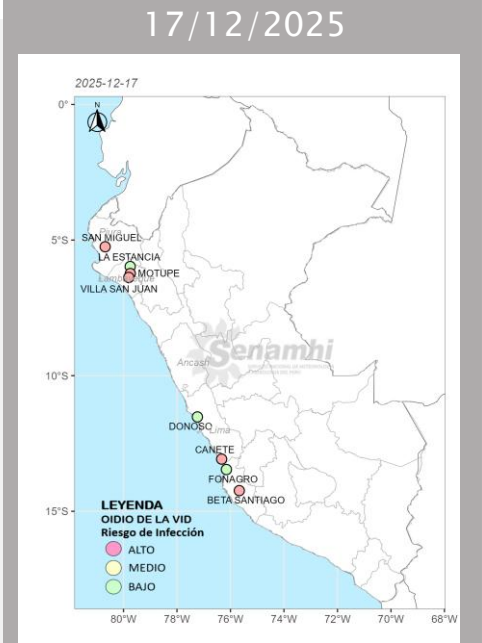 17/12/2025
2025-12-17
N
0°
Piura
SAN MIGUEL
5°S
LA ESTANCIA
MOTUPE
VILLA SAN JUAN
Senamhi
Ancash
10°S
DONOSO
Lima
CAÑETE
FONAGRO
BETA SANTIAGO
LEYENDA
OIDIO DE LA VID
Riesgo de Infección
ALTO
MEDIO
BAJO
15°S
80°W 78°W 76°W 74°W 72°W 70°W 68°W